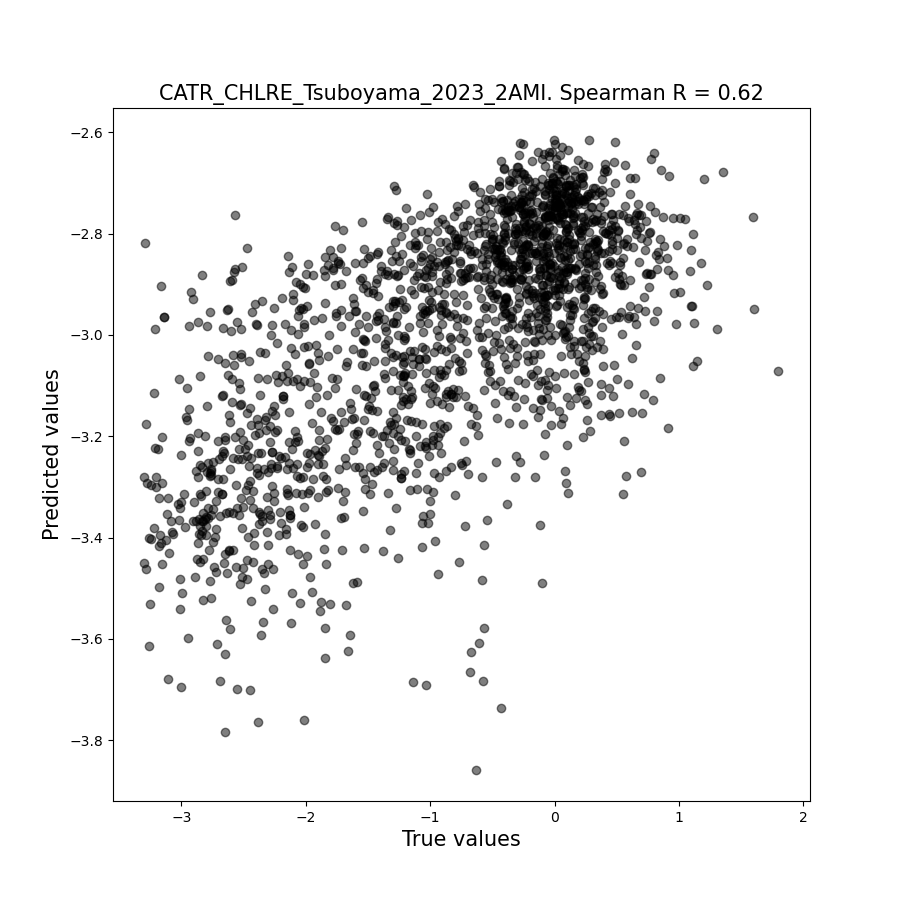 CATR_CHLRE_Tsuboyama_2023_2AMI. Spearman R = 0.62
−2.6
−2.8
−3.0
−3.2
−3.4
−3.6
−3.8
Predicted values
−3 −2 −1 0 1 2
True values